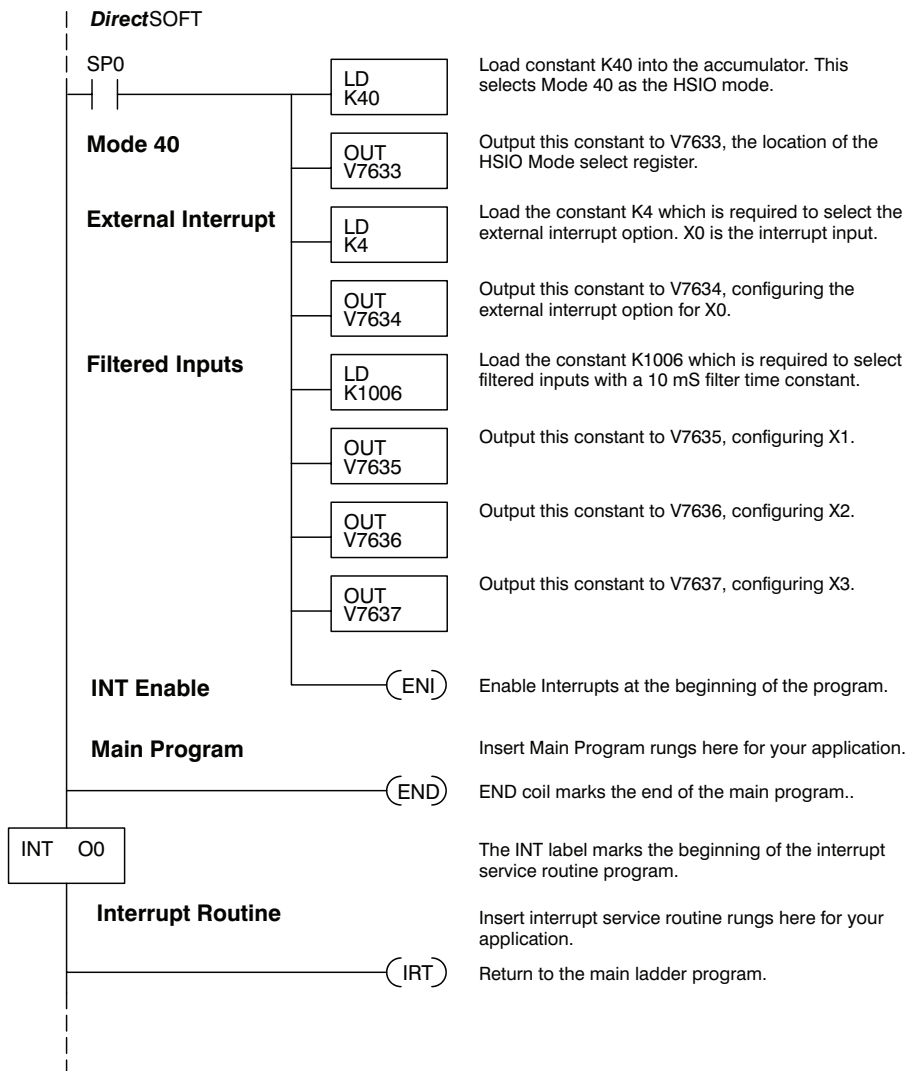 DirectSOFT
SP0
LD
K40
Load constant K40 into the accumulator. This
selects Mode 40 as the HSIO mode.
Mode 40
OUT
V7633
Output this constant to V7633, the location of the
HSIO Mode select register.
External Interrupt
LD
K4
Load the constant K4 which is required to select the
external interrupt option. X0 is the interrupt input.
OUT
V7634
Output this constant to V7634, configuring the
external interrupt option for X0.
Filtered Inputs
LD
K1006
Load the constant K1006 which is required to select
filtered inputs with a 10 mS filter time constant.
OUT
V7635
Output this constant to V7635, configuring X1.
OUT
V7636
Output this constant to V7636, configuring X2.
OUT
V7637
Output this constant to V7637, configuring X3.
INT Enable
ENI
Enable Interrupts at the beginning of the program.
Main Program
Insert Main Program rungs here for your application.
END
END coil marks the end of the main program..
INT O0
The INT label marks the beginning of the interrupt
service routine program.
Interrupt Routine
Insert interrupt service routine rungs here for your
application.
IRT
Return to the main ladder program.